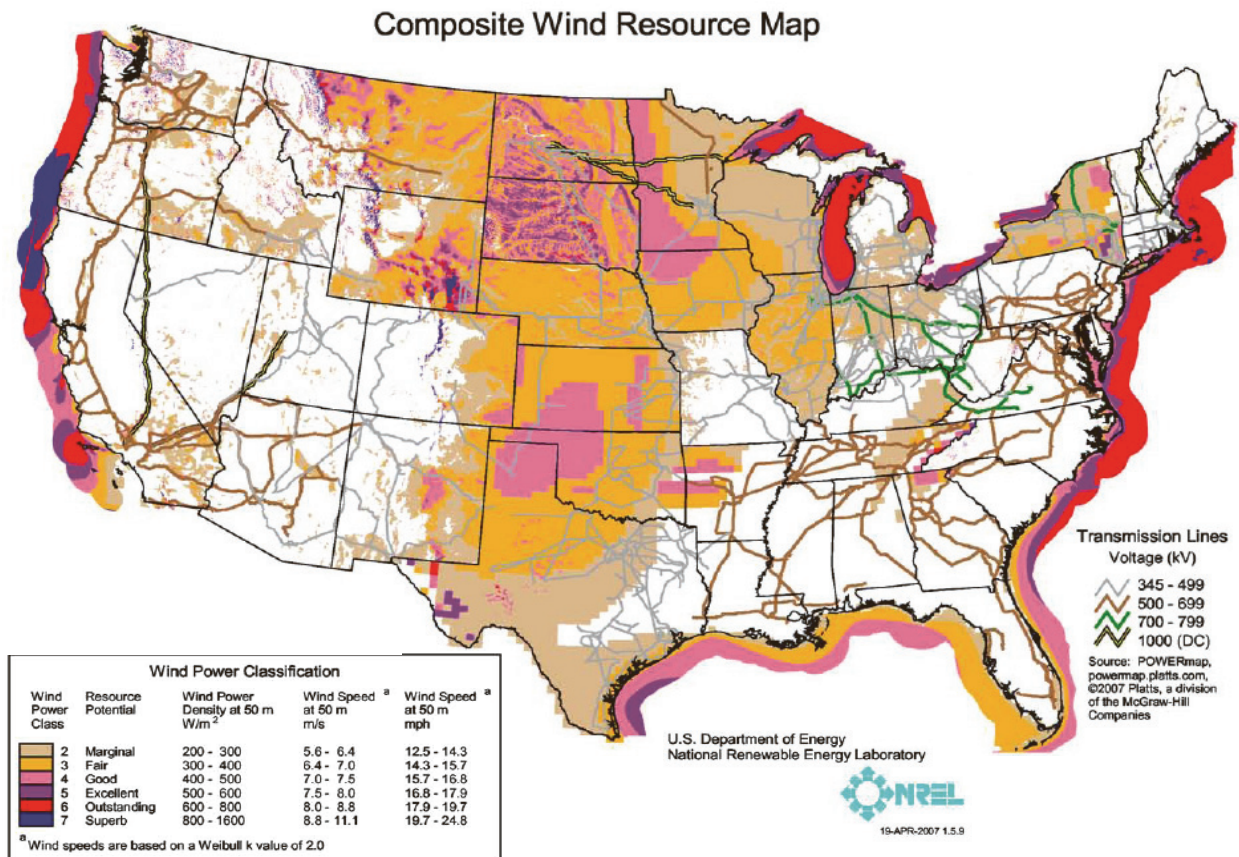 Composite Wind Resource Map
Transmission Lines
Voltage (kV)
345 - 499
500 - 699
700 - 799
1000 (DC)
Source: POWERmap,
powermap.platts.com,
©2007 Platts, a division
of the McGraw-Hill
Companies
Wind Power Classification
Wind Power Class Resource Potential Wind Power Density at 50 m W/m2 Wind Speed a at 50 m m/s Wind Speed a at 50 m mph
2 Marginal 200 - 300 5.6 - 6.4 12.5 - 14.3
3 Fair 300 - 400 6.4 - 7.0 14.3 - 15.7
4 Good 400 - 500 7.0 - 7.5 15.7 - 16.8
5 Excellent 500 - 600 7.5 - 8.0 16.8 - 17.9
6 Outstanding 600 - 800 8.0 - 8.8 17.9 - 19.7
7 Superb 800 - 1600 8.8 - 11.1 19.7 - 24.8
a Wind speeds are based on a Weibull k value of 2.0
U.S. Department of Energy
National Renewable Energy Laboratory
NREL
19-APR-2007 1.5.9